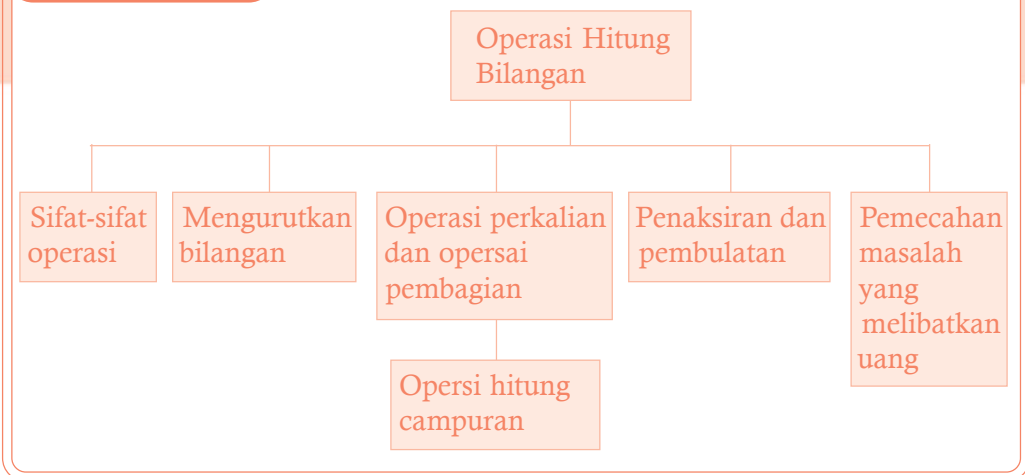 Operasi Hitung
Bilangan
Sifat-sifat
operasi
Mengurutkan
bilangan
Operasi perkalian
dan opersai
pembagian
Penaksiran dan
pembulatan
Pemecahan
masalah
yang
melibatkan
uang
Opersi hitung
campuran